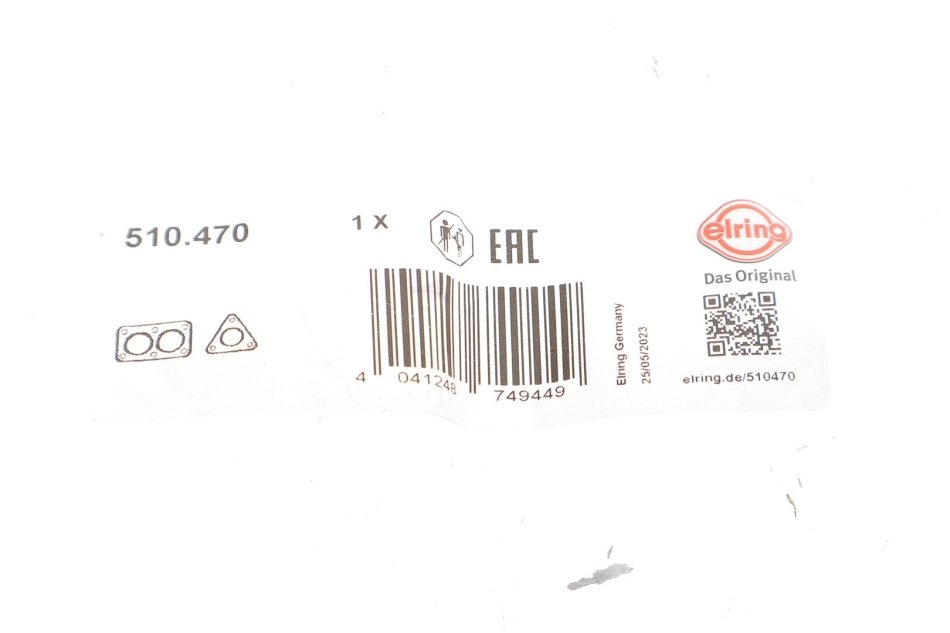 510.470
1 X
EAC
4 041248 749449
Elring Germany
25/05/2023
elring
Das Original
elring.de/510470